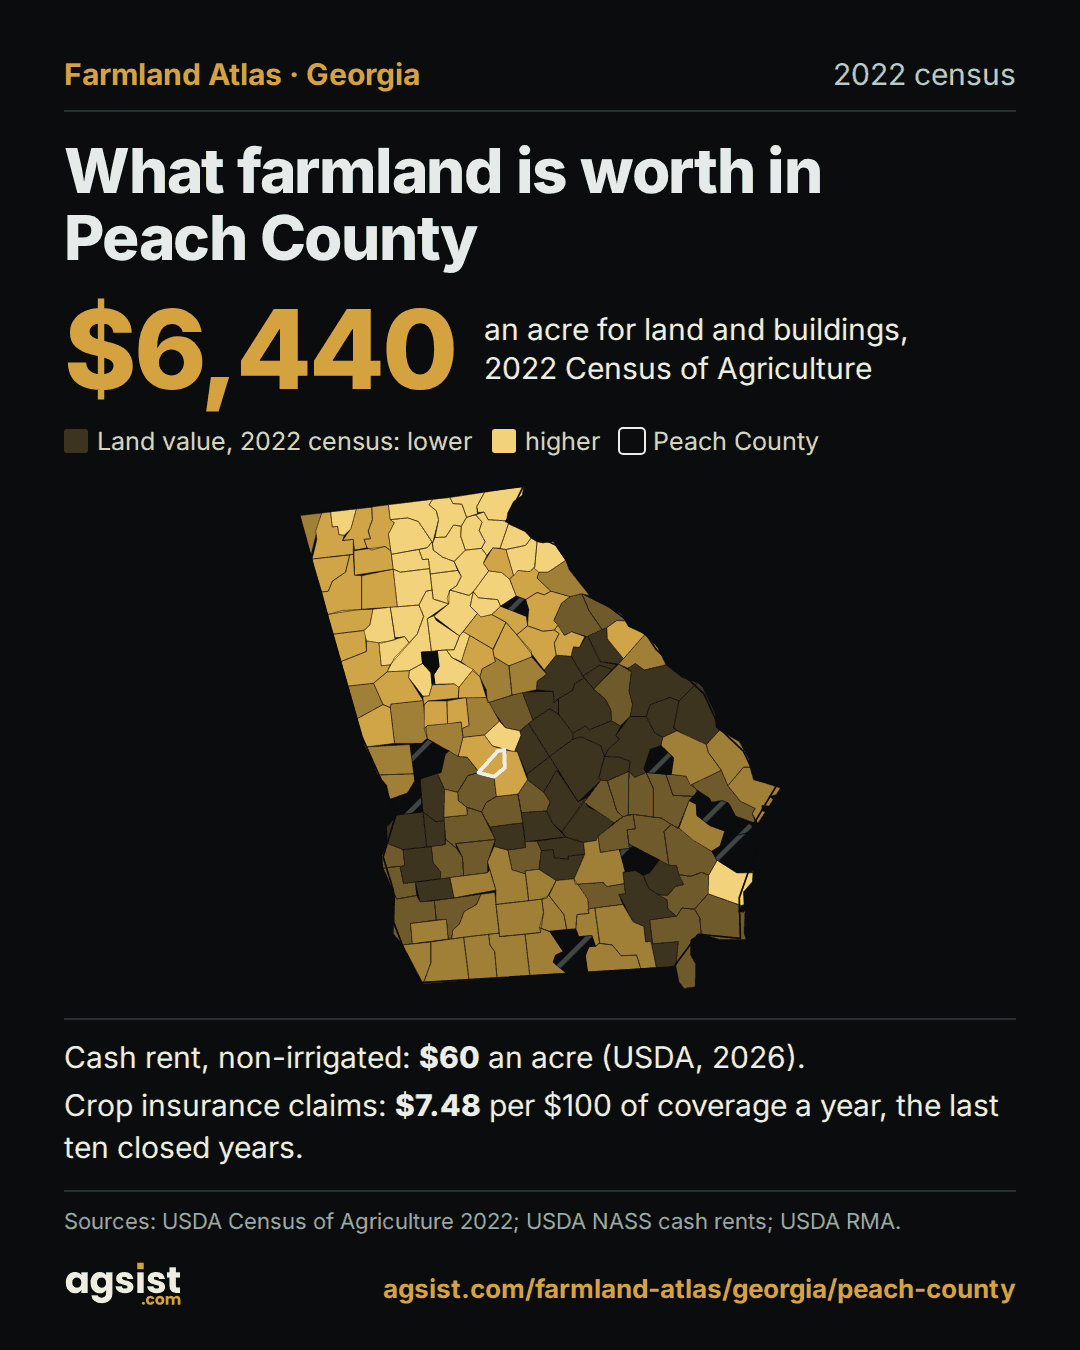 Farmland Atlas · Georgia
2022 census
What farmland is worth in
Peach County
$6,440
an acre for land and buildings,
2022 Census of Agriculture
Land value, 2022 census: lower
higher
Peach County
Cash rent, non-irrigated: $60 an acre (USDA, 2026).
Crop insurance claims: $7.48 per $100 of coverage a year, the last
ten closed years.
Sources: USDA Census of Agriculture 2022; USDA NASS cash rents; USDA RMA.
agsist
.com
agsist.com/farmland-atlas/georgia/peach-county